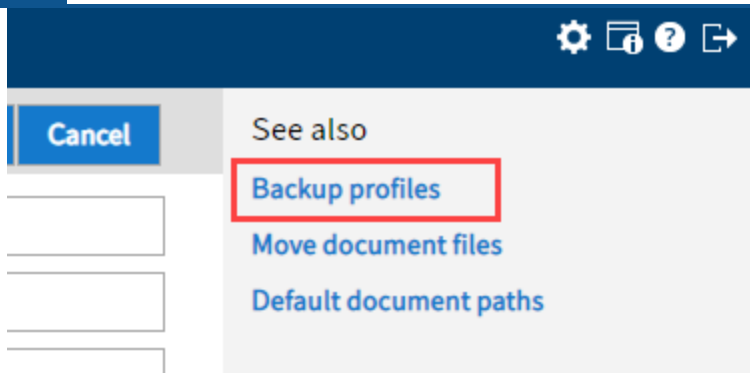 Cancel
See also
Backup profiles
Move document files
Default document paths